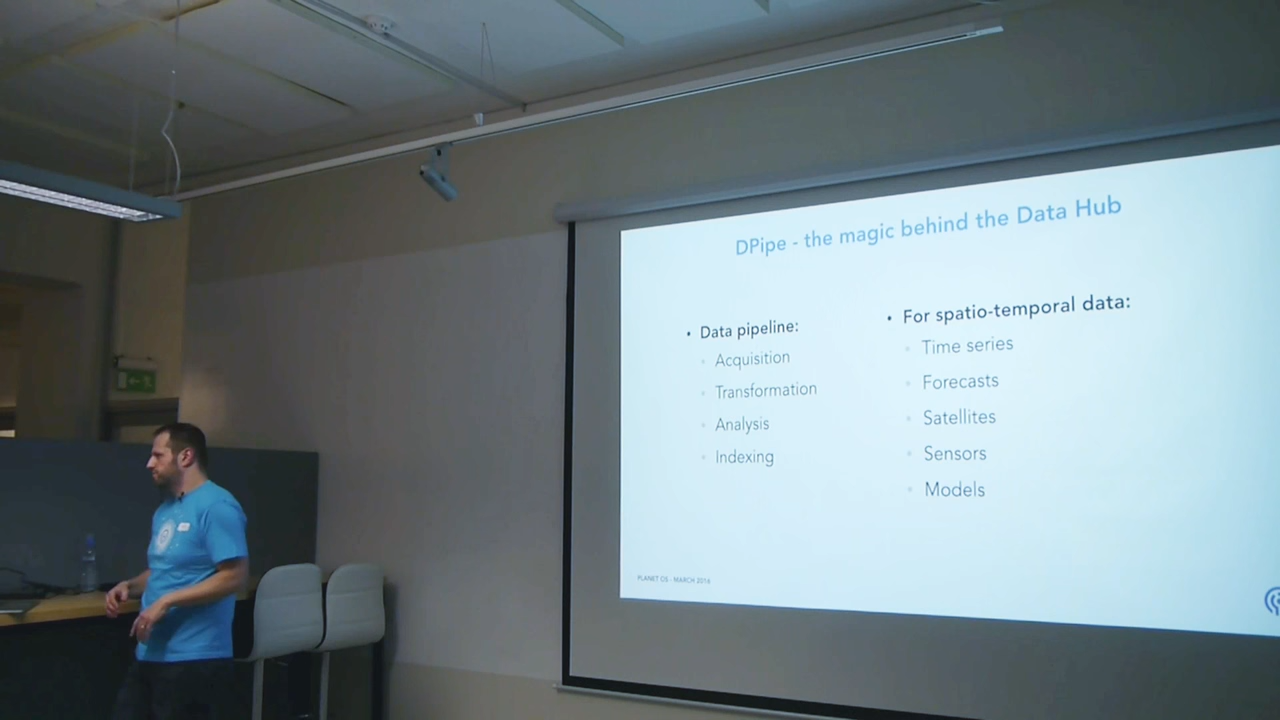 DPipe - the magic behind the Data Hub
• Data pipeline:
• Acquisition
• Transformation
• Analysis
• Indexing
• For spatio-temporal data:
• Time series
• Forecasts
• Satellites
• Sensors
• Models
PLANET OS - MARCH 2014